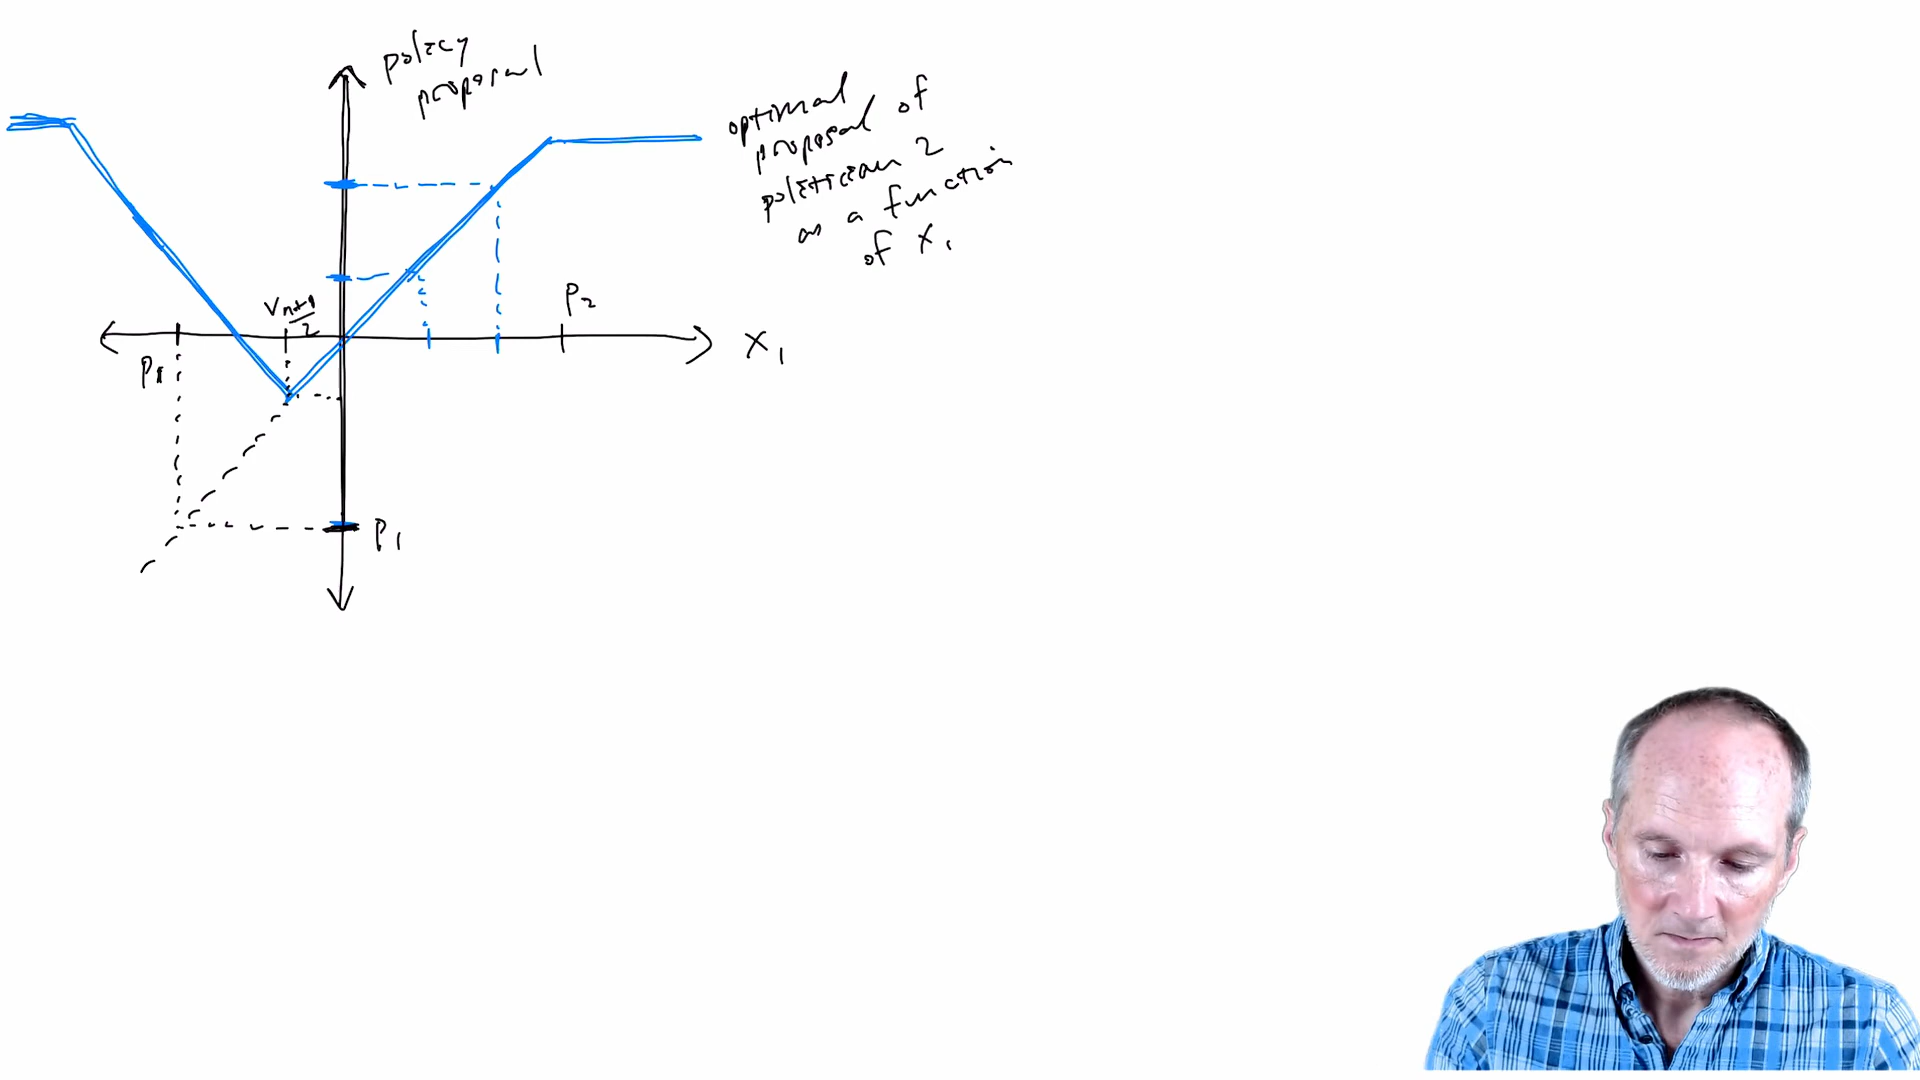 policy
proposal
optimal
proposal of
politician 2
as a function
of x₁
P₂
x₁
P₁